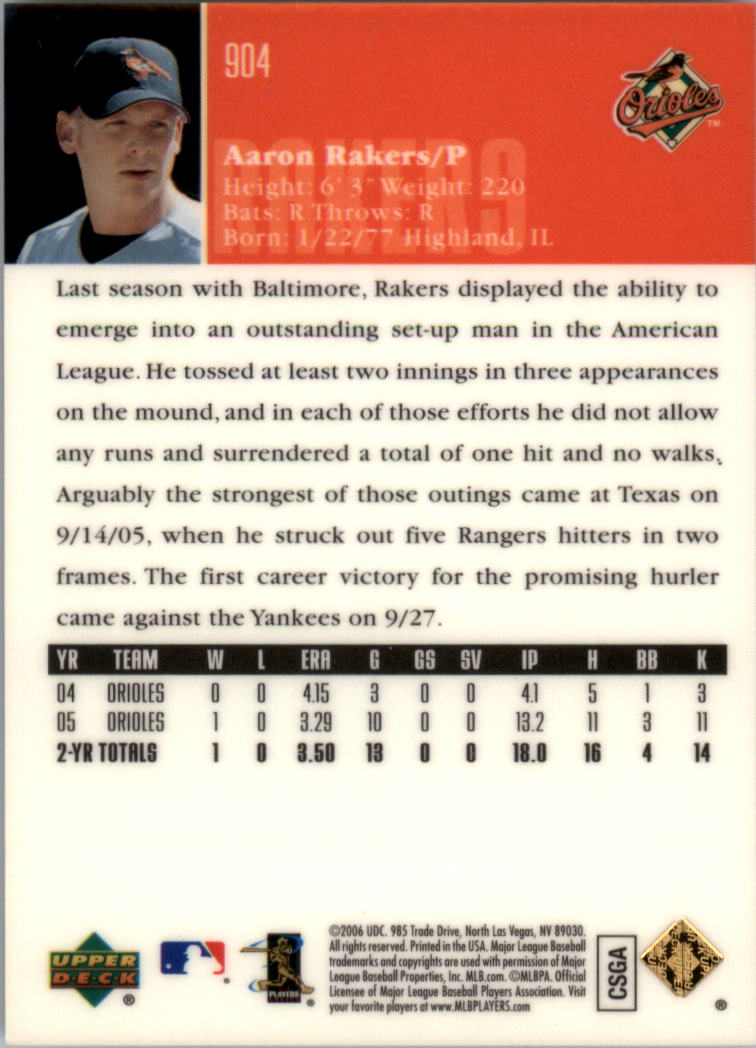 904
Orioles
TM
RAKERS
Aaron Rakers/P
Height: 6' 3" Weight: 220
Bats: R Throws: R
Born: 1/22/77 Highland, IL
Last season with Baltimore, Rakers displayed the ability to
emerge into an outstanding set-up man in the American
League. He tossed at least two innings in three appearances
on the mound, and in each of those efforts he did not allow
any runs and surrendered a total of one hit and no walks.
Arguably the strongest of those outings came at Texas on
9/14/05, when he struck out five Rangers hitters in two
frames. The first career victory for the promising hurler
came against the Yankees on 9/27.
YR TEAM W L ERA G GS SV IP H BB K
04 ORIOLES 0 0 4.15 3 0 0 4.1 5 1 3
05 ORIOLES 1 0 3.29 10 0 0 13.2 11 3 11
2-YR TOTALS 1 0 3.50 13 0 0 18.0 16 4 14
UPPER
DECK
®
PLAYERS
®
©2006 UDC. 985 Trade Drive, North Las Vegas, NV 89030.
All rights reserved. Printed in the USA. Major League Baseball
trademarks and copyrights are used with permission of Major
League Baseball Properties, Inc. MLB.com. ©MLBPA. Official
Licensee of Major League Baseball Players Association. Visit
your favorite players at www.MLBPLAYERS.com
CSGA
®